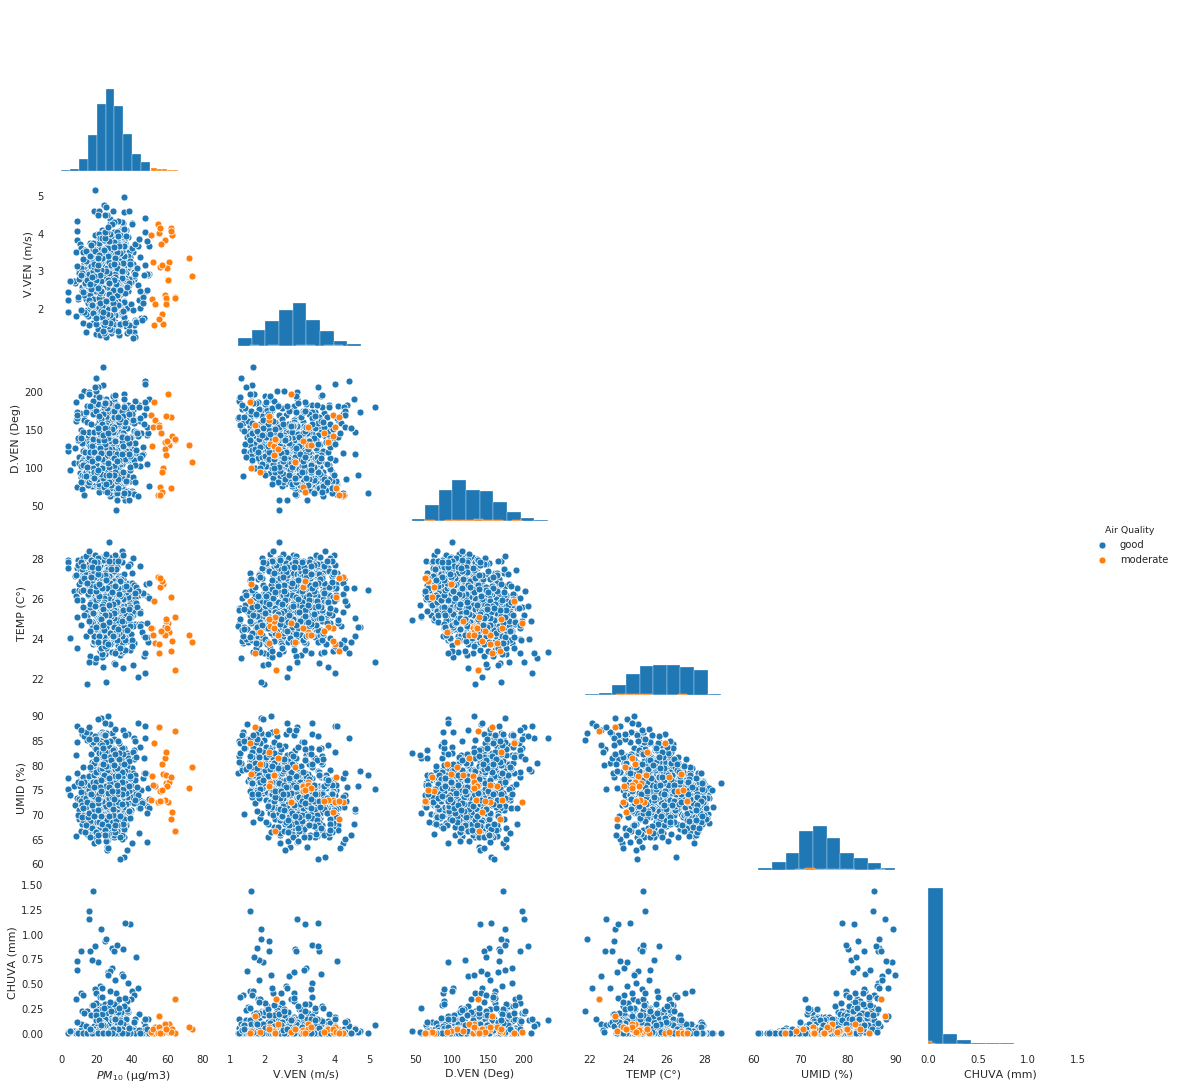 V.VEN (m/s)
5
4
3
2
D.VEN (Deg)
200
150
100
50
TEMP (C°)
28
26
24
22
Air Quality
good
moderate
UMID (%)
90
85
80
75
70
65
60
CHUVA (mm)
1.50
1.25
1.00
0.75
0.50
0.25
0.00
0 20 40 60 80
1 2 3 4 5
50 100 150 200
22 24 26 28
60 70 80 90
0.0 0.5 1.0 1.5
PM₁₀ (µg/m3)
V.VEN (m/s)
D.VEN (Deg)
TEMP (C°)
UMID (%)
CHUVA (mm)